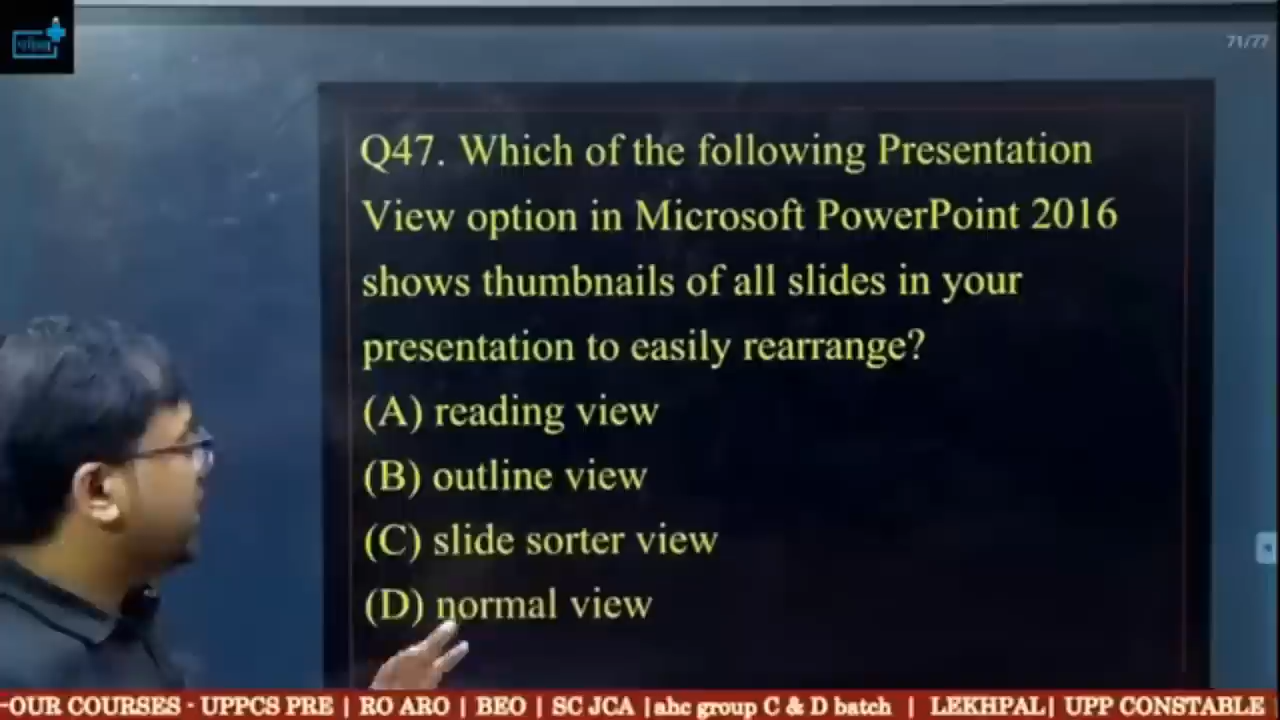 71/77
Q47. Which of the following Presentation
View option in Microsoft PowerPoint 2016
shows thumbnails of all slides in your
presentation to easily rearrange?
(A) reading view
(B) outline view
(C) slide sorter view
(D) normal view
-OUR COURSES - UPPCS PRE | RO ARO | BEO | SC JCA |ahc group C & D batch | LEKHPAL| UPP CONSTABLE